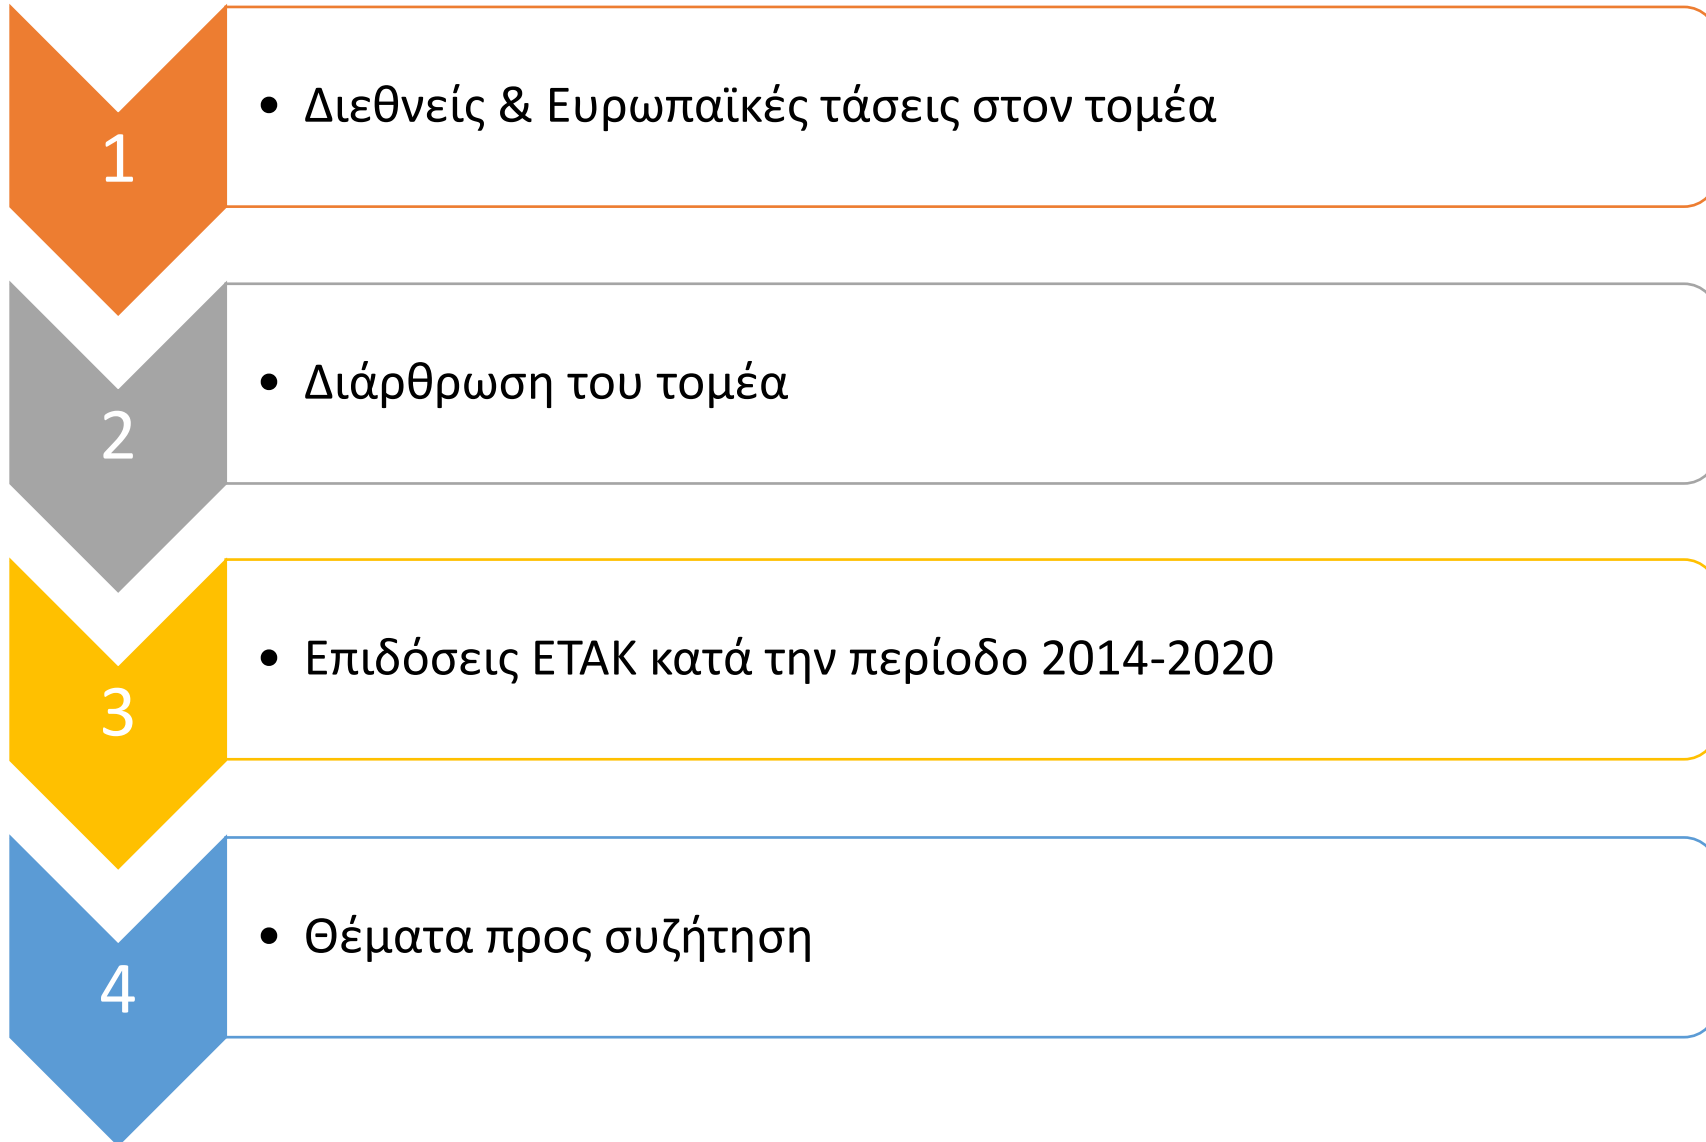 1
• Διεθνείς & Ευρωπαϊκές τάσεις στον τομέα
2
• Διάρθρωση του τομέα
3
• Επιδόσεις ΕΤΑΚ κατά την περίοδο 2014-2020
4
• Θέματα προς συζήτηση